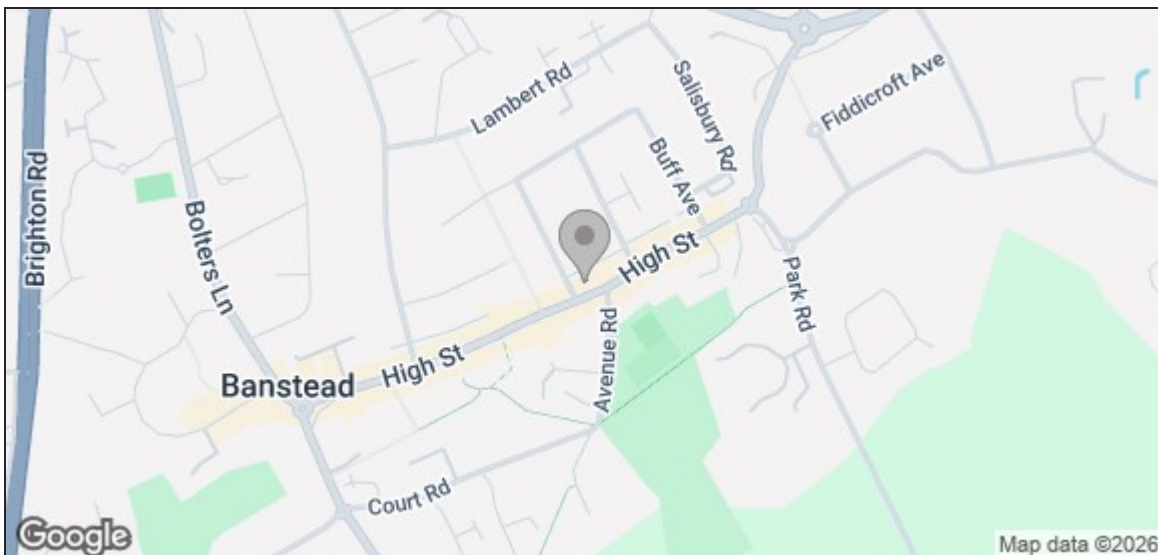 Lambert Rd
Salisbury Rd
Fiddicroft Ave
Buff Ave
Brighton Rd
Bolters Ln
High St
Park Rd
Avenue Rd
High St
Banstead
Court Rd
Google
Map data ©2026